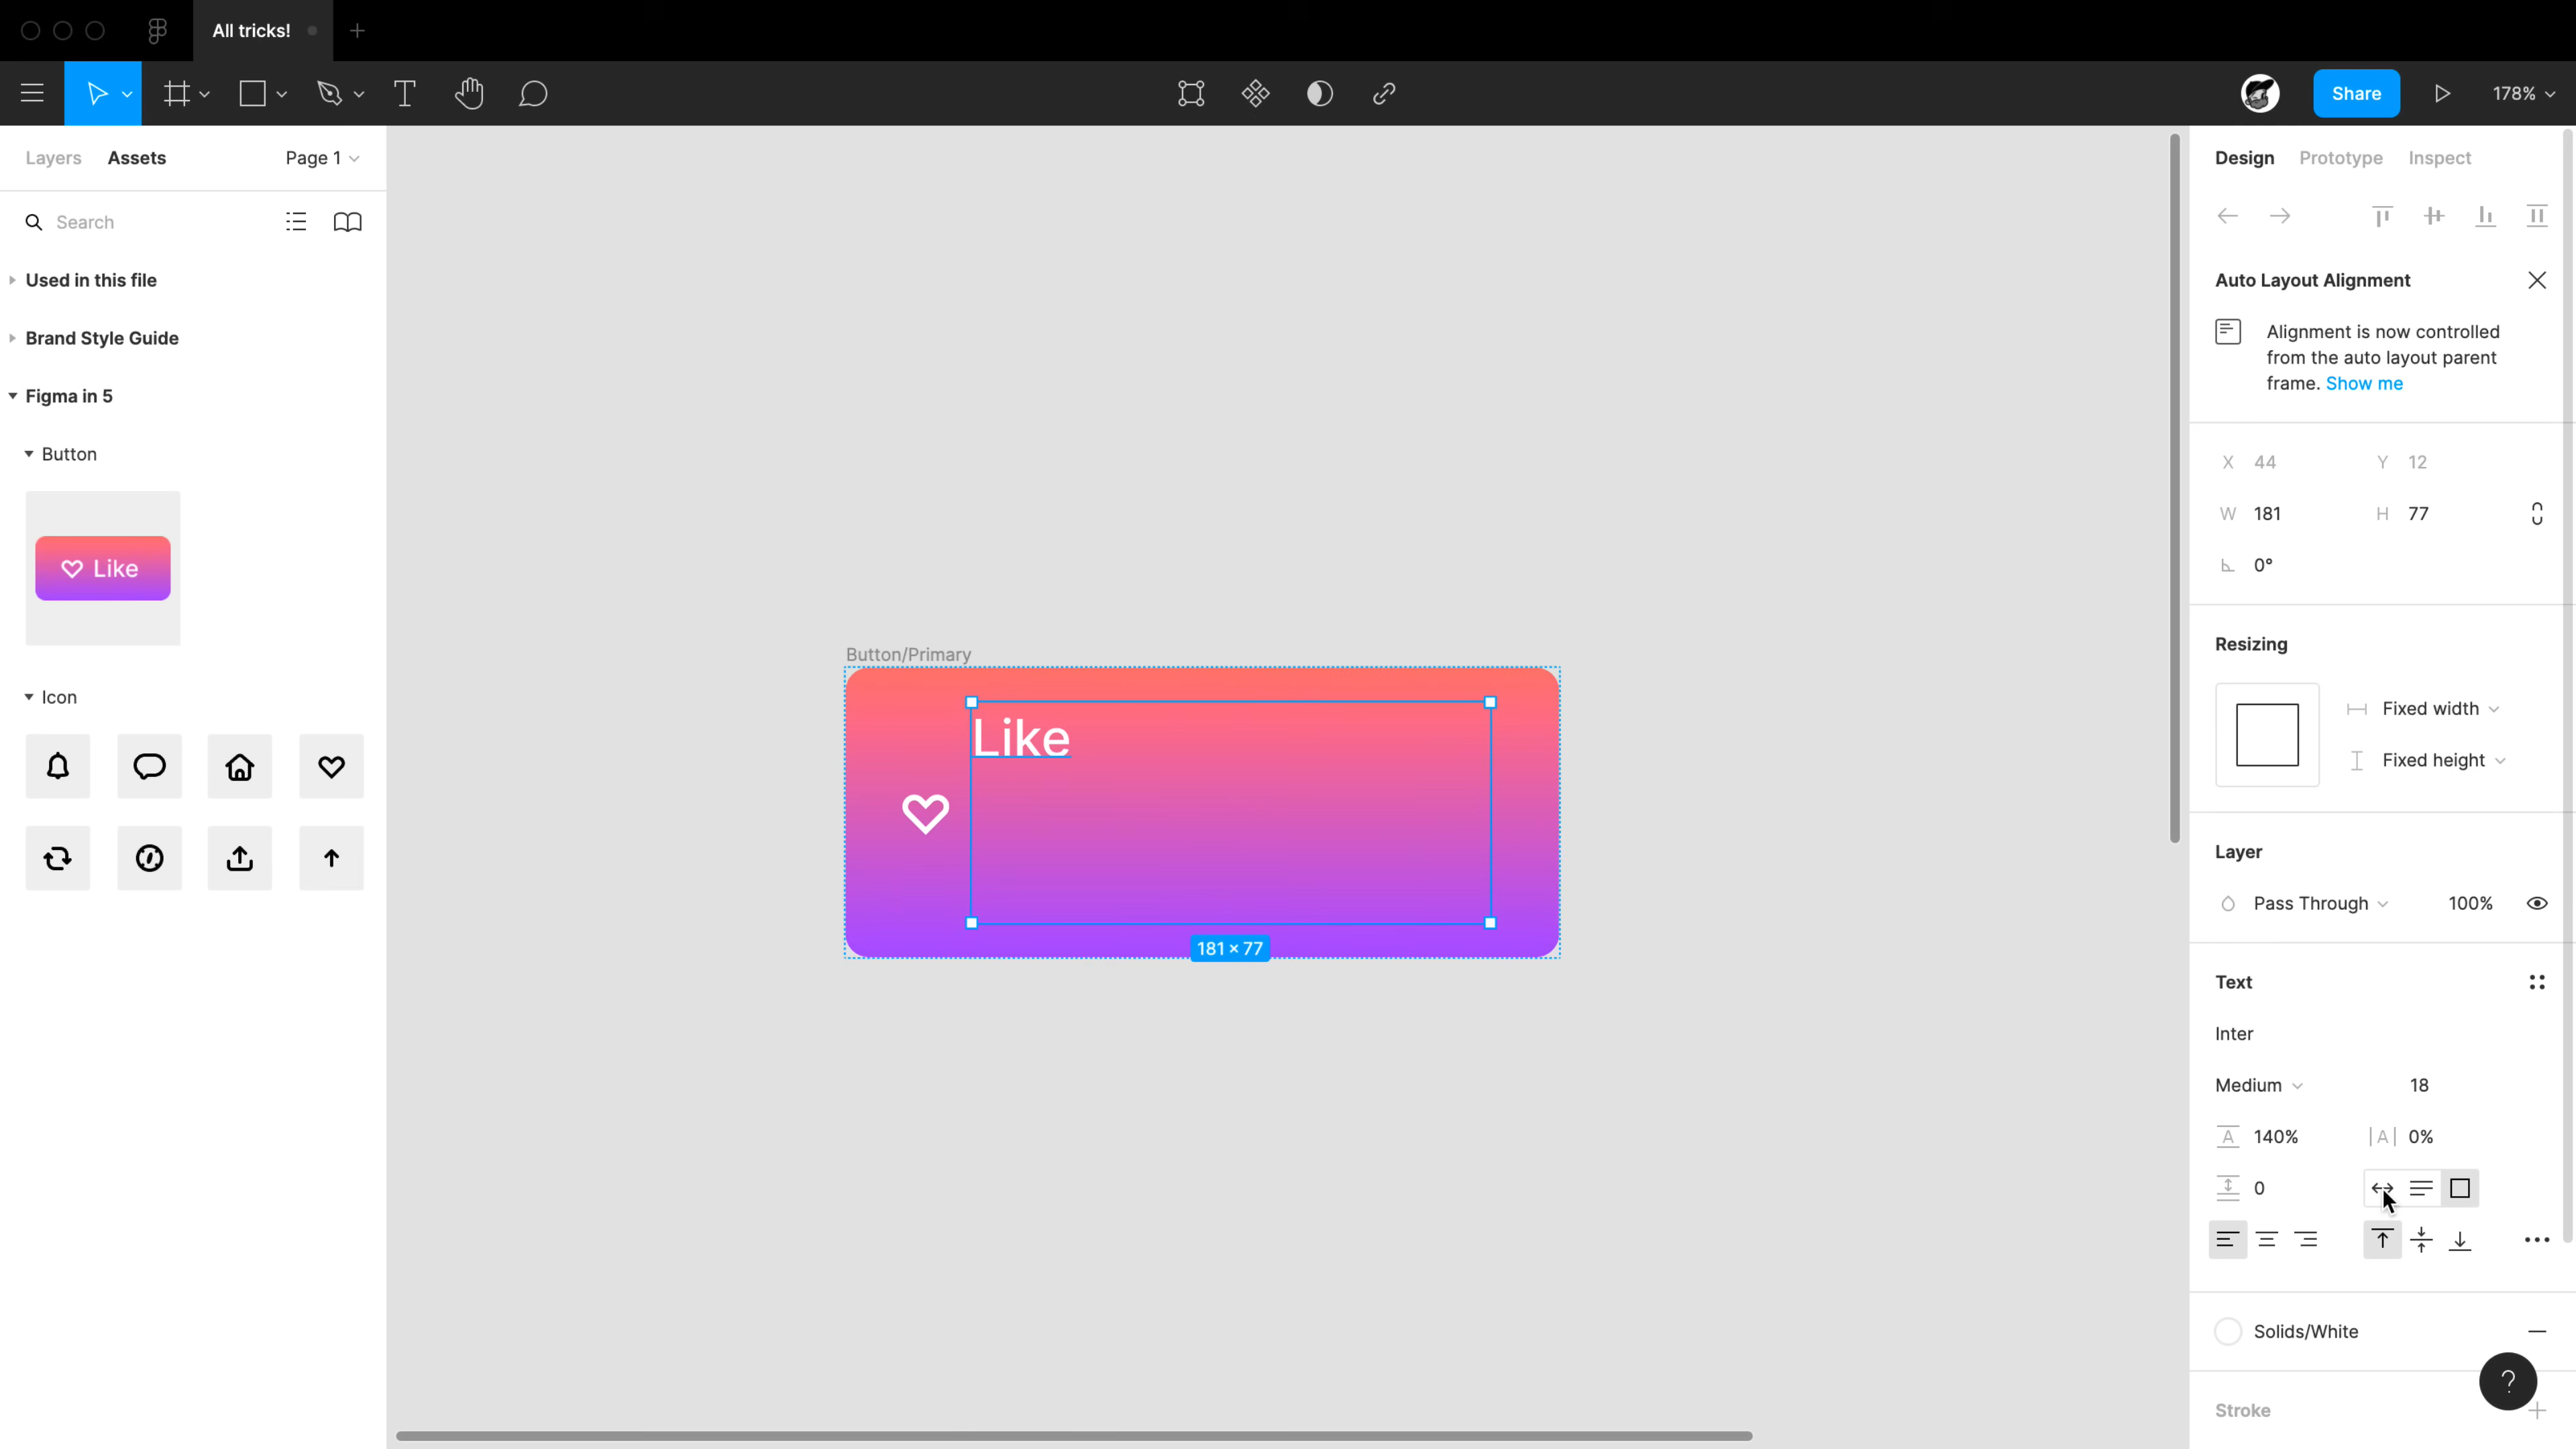 All tricks!
Share
178%
Layers Assets Page 1
Search
Used in this file
Brand Style Guide
Figma in 5
Button
Like
Icon
Button/Primary
Like
181 × 77
Design Prototype Inspect
Auto Layout Alignment
Alignment is now controlled
from the auto layout parent
frame. Show me
X 44 Y 12
W 181 H 77
0°
Resizing
Fixed width
Fixed height
Layer
Pass Through 100%
Text
Inter
Medium 18
A 140% |A| 0%
0
Solids/White
?
Stroke